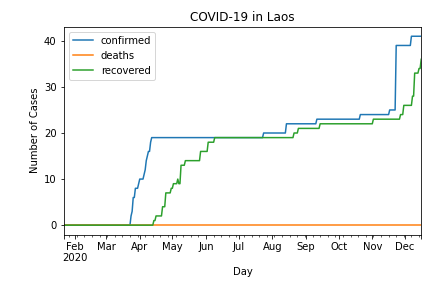 COVID-19 in Laos
confirmed
deaths
recovered
Number of Cases
40
30
20
10
0
Feb Mar Apr May Jun Jul Aug Sep Oct Nov Dec
2020
Day